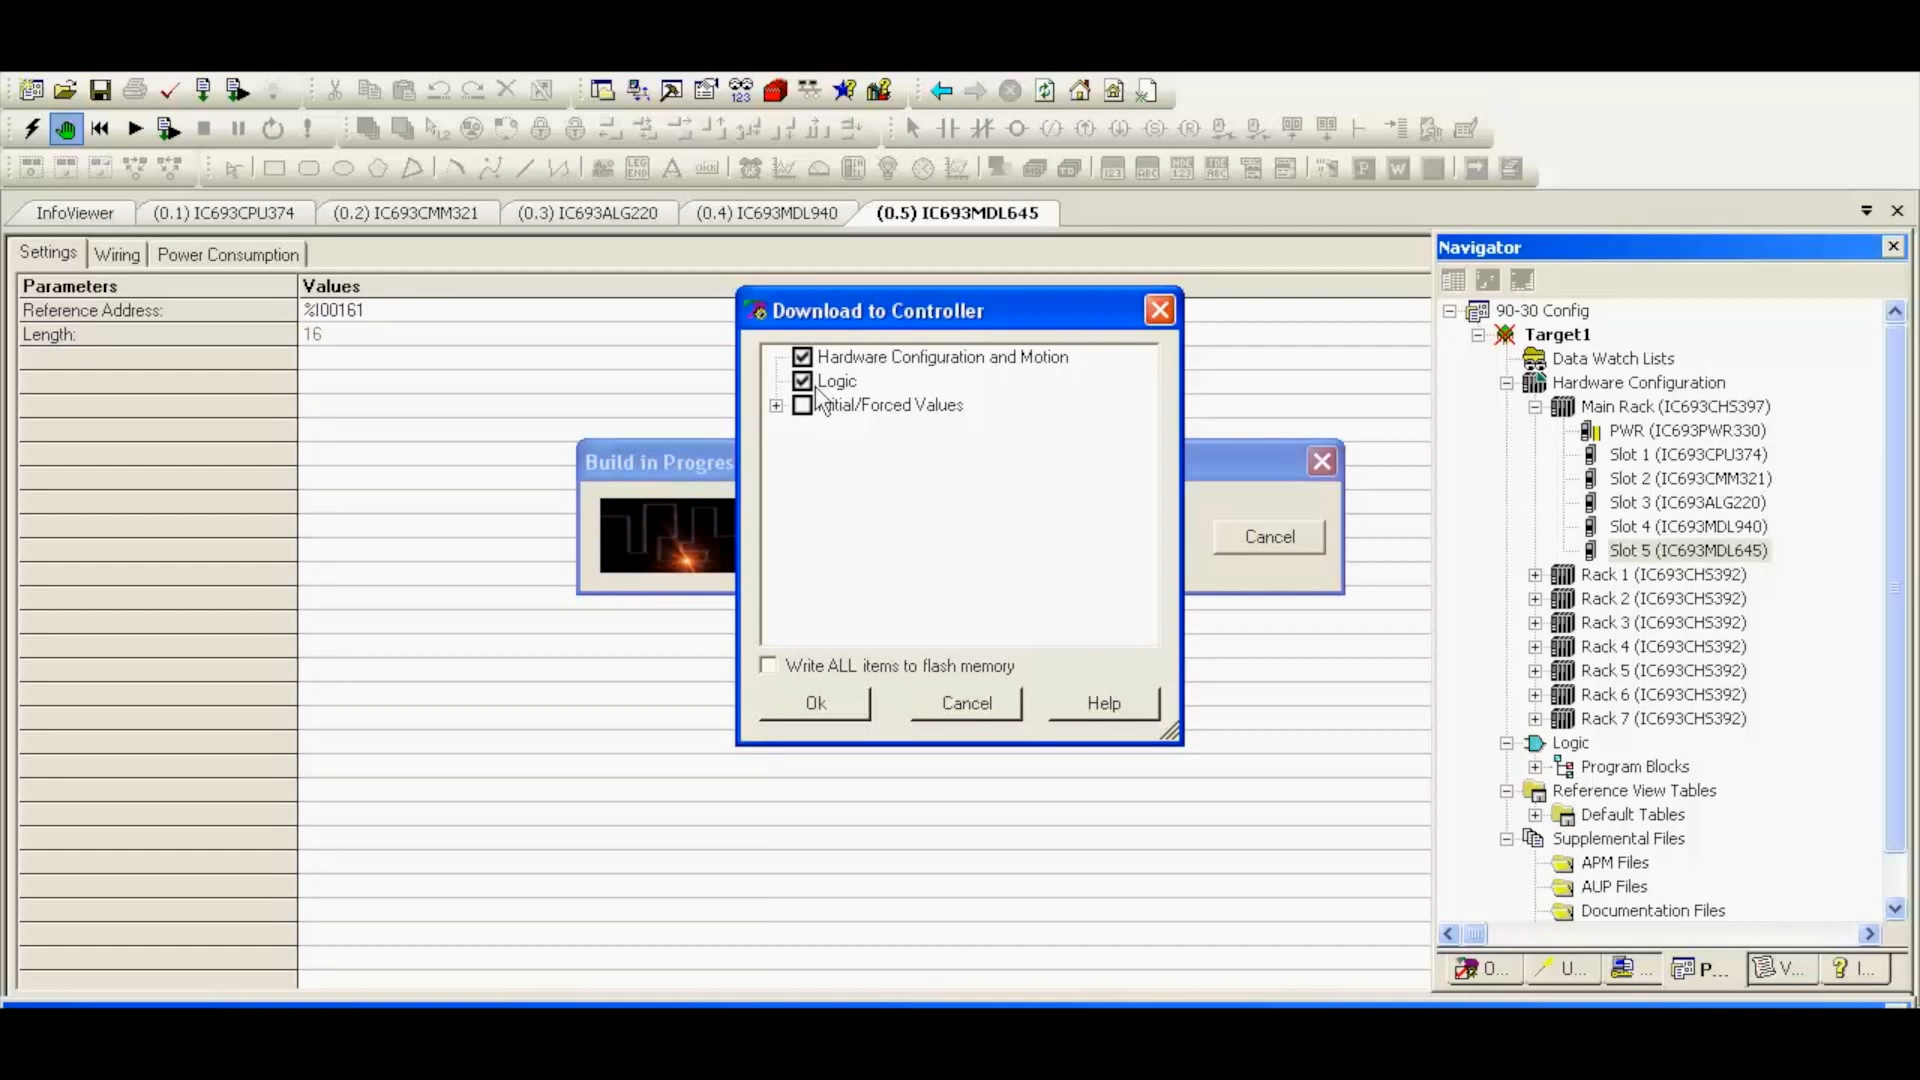 InfoViewer
(0.1) IC693CPU374
(0.2) IC693CMM321
(0.3) IC693ALG220
(0.4) IC693MDL940
(0.5) IC693MDL645
Settings
Wiring
Power Consumption
Parameters
Values
Reference Address:
%I00161
Length:
16
Build in Progres
Cancel
Download to Controller
Hardware Configuration and Motion
Logic
Initial/Forced Values
Write ALL items to flash memory
Ok
Cancel
Help
Navigator
90-30 Config
Target1
Data Watch Lists
Hardware Configuration
Main Rack (IC693CHS397)
PWR (IC693PWR330)
Slot 1 (IC693CPU374)
Slot 2 (IC693CMM321)
Slot 3 (IC693ALG220)
Slot 4 (IC693MDL940)
Slot 5 (IC693MDL645)
Rack 1 (IC693CHS392)
Rack 2 (IC693CHS392)
Rack 3 (IC693CHS392)
Rack 4 (IC693CHS392)
Rack 5 (IC693CHS392)
Rack 6 (IC693CHS392)
Rack 7 (IC693CHS392)
Logic
Program Blocks
Reference View Tables
Default Tables
Supplemental Files
APM Files
AUP Files
Documentation Files
O...
U...
...
P...
V...
I...